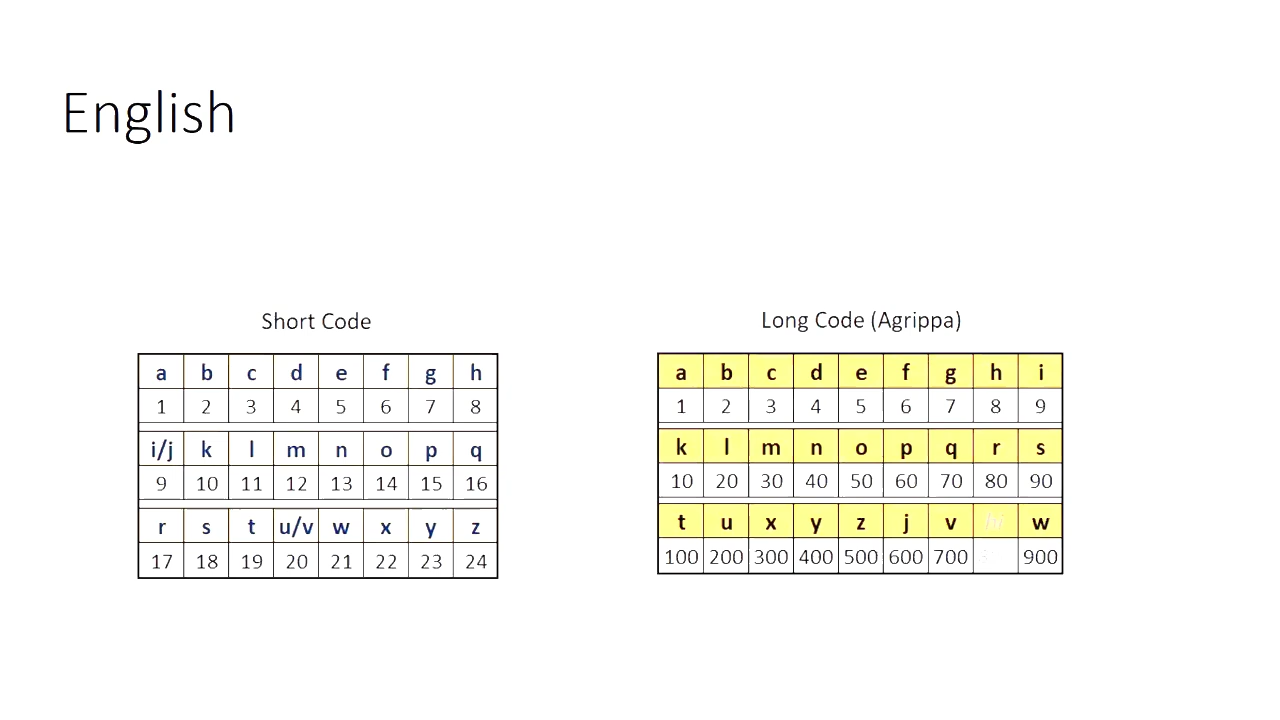 English
Short Code
a b c d e f g h
1 2 3 4 5 6 7 8
i/j k l m n o p q
9 10 11 12 13 14 15 16
r s t u/v w x y z
17 18 19 20 21 22 23 24
Long Code (Agrippa)
a b c d e f g h i
1 2 3 4 5 6 7 8 9
k l m n o p q r s
10 20 30 40 50 60 70 80 90
t u x y z j v hi w
100 200 300 400 500 600 700 900